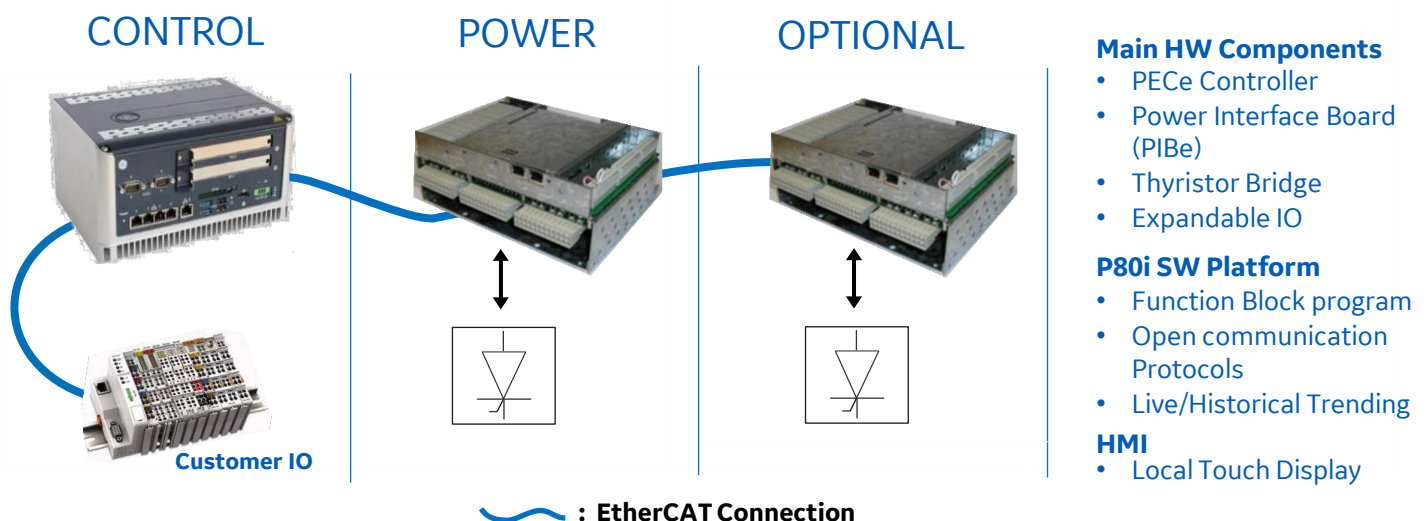 CONTROL
POWER
OPTIONAL
Main HW Components
• PECe Controller
• Power Interface Board
(PIBe)
• Thyristor Bridge
• Expandable IO
P80i SW Platform
• Function Block program
• Open communication
Protocols
• Live/Historical Trending
HMI
• Local Touch Display
Customer IO
: EtherCAT Connection